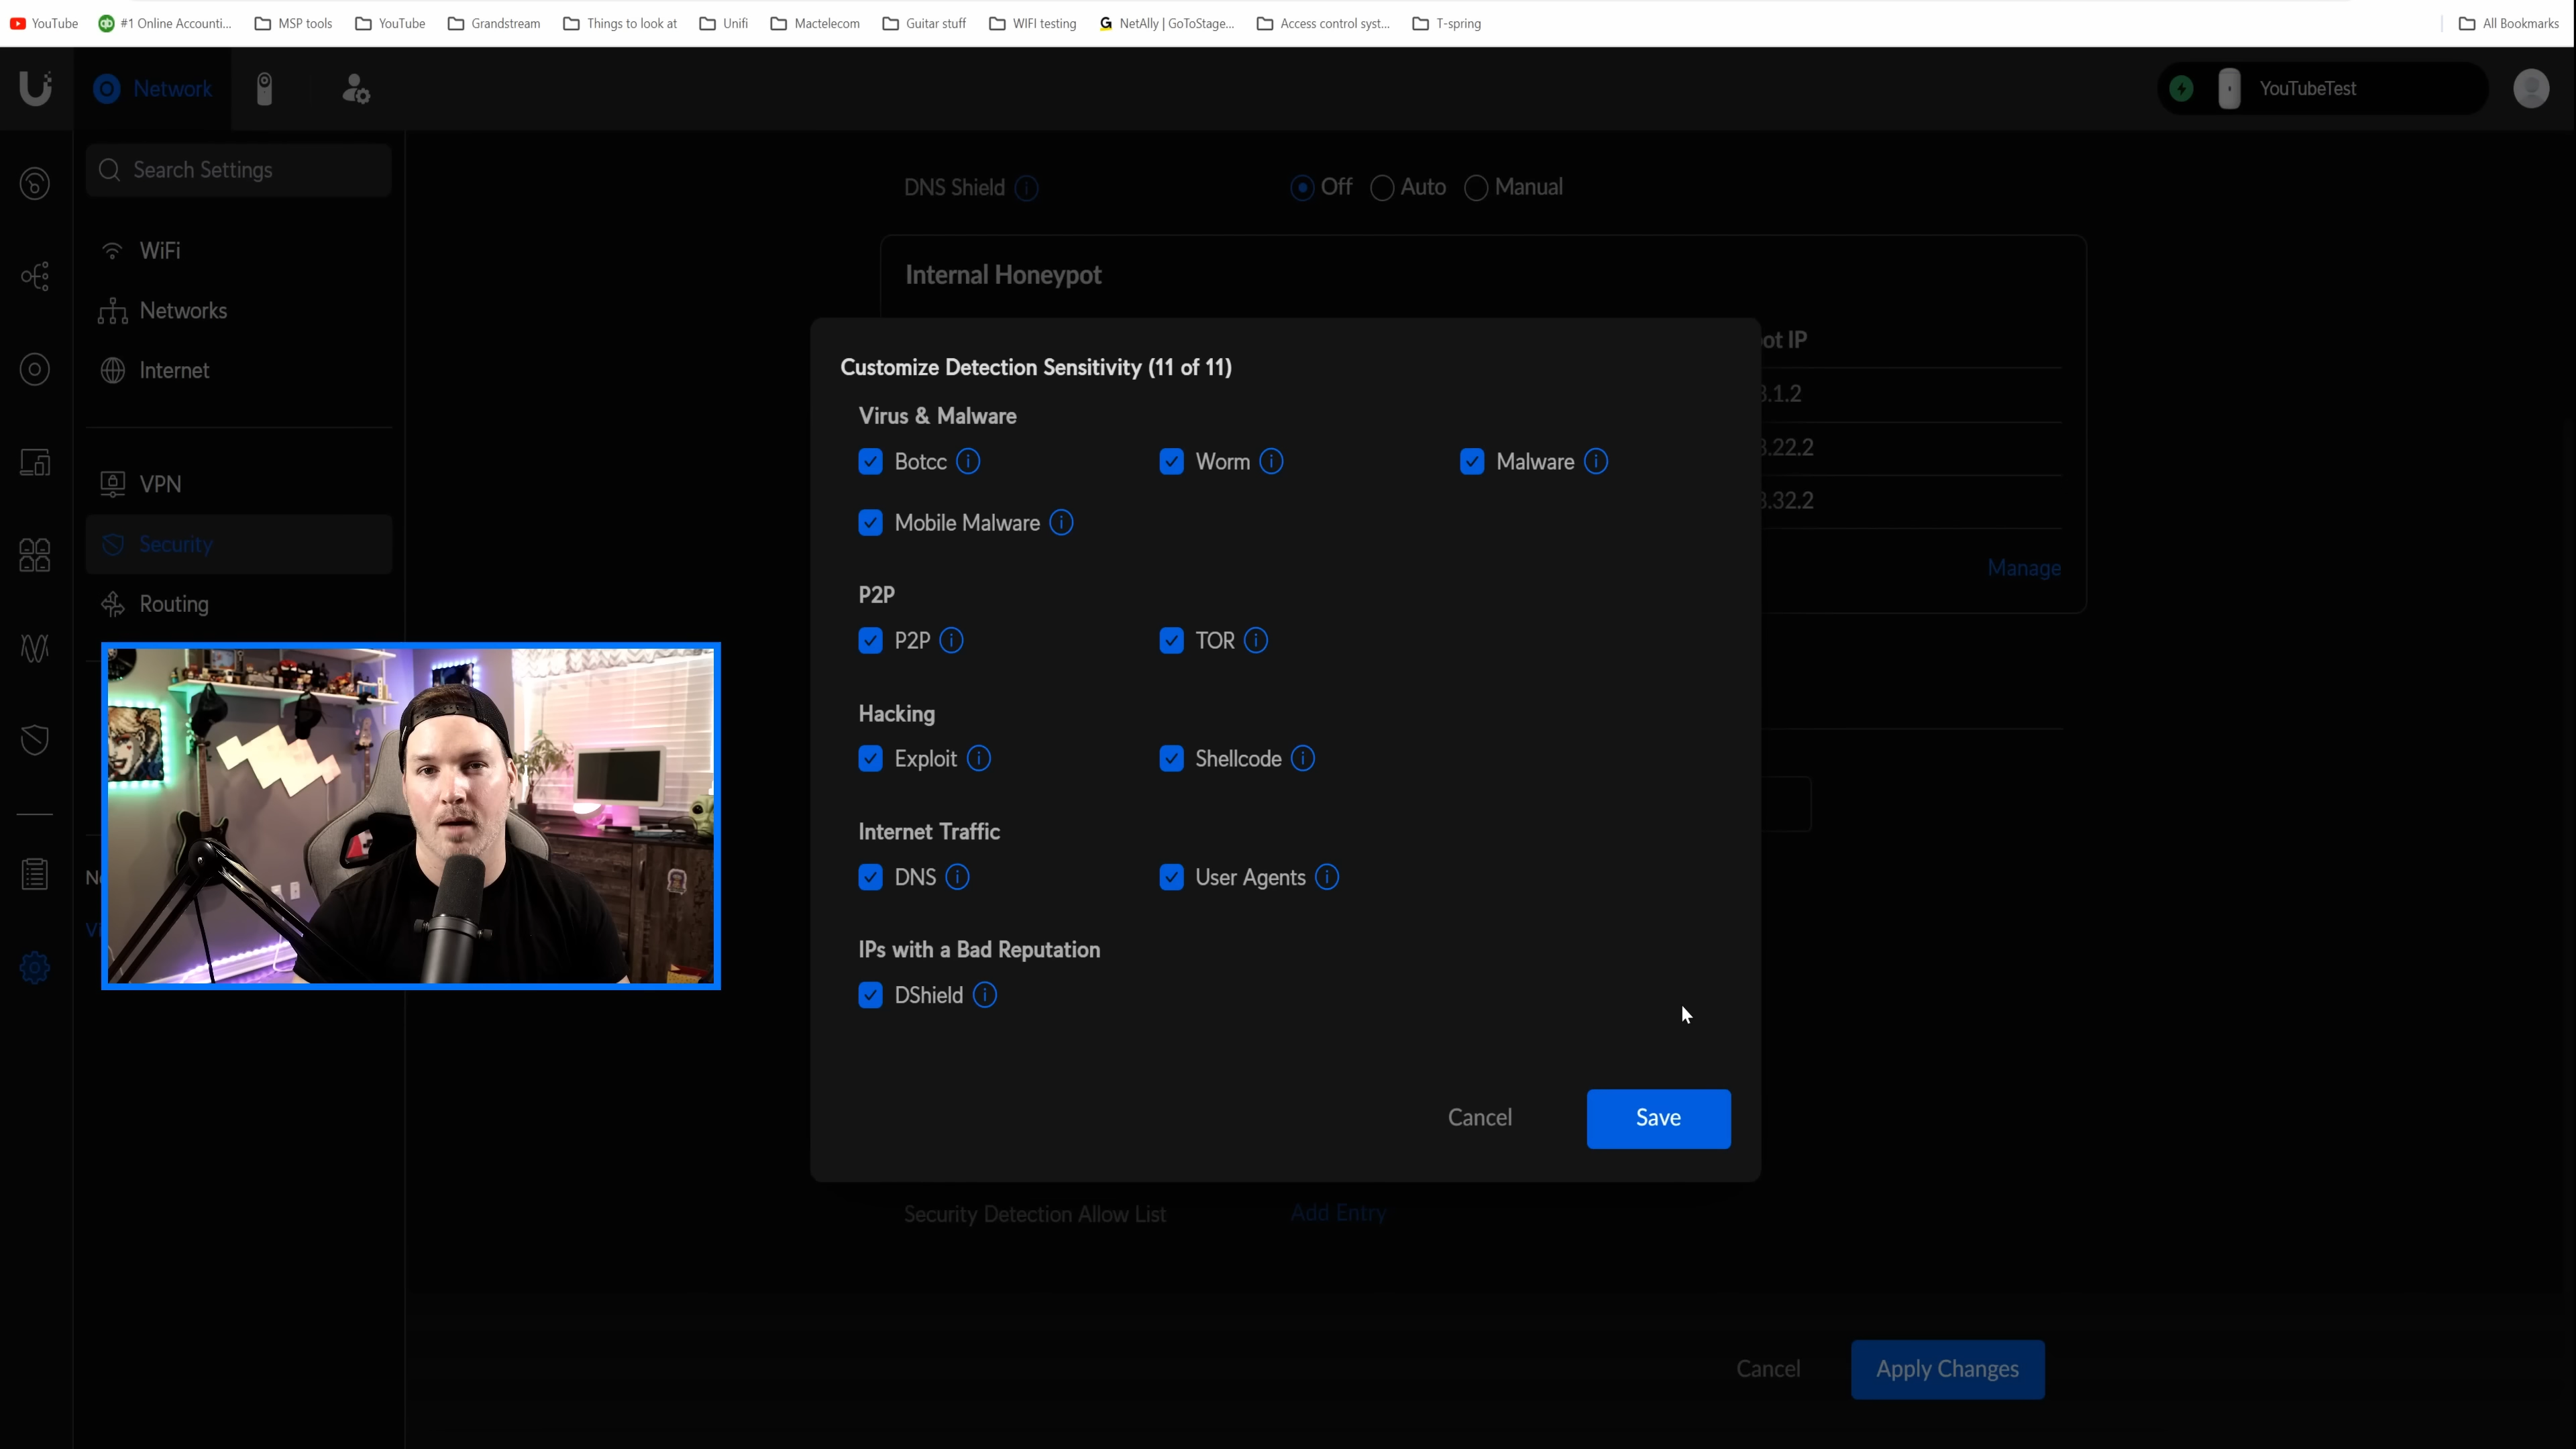 YouTube #1 Online Accounti... MSP tools YouTube Grandstream Things to look at Unifi Mactelecom Guitar stuff WIFI testing NetAlly | GoToStage... Access control syst... T-spring All Bookmarks
Network YouTubeTest
Search Settings
WiFi
Networks
Internet
VPN
Security
Routing
DNS Shield Off Auto Manual
Internal Honeypot
ot IP
.1.2
.22.2
.32.2
Manage
Customize Detection Sensitivity (11 of 11)
Virus & Malware
Botcc Worm Malware
Mobile Malware
P2P
P2P TOR
Hacking
Exploit Shellcode
Internet Traffic
DNS User Agents
IPs with a Bad Reputation
DShield
Cancel Save
Security Detection Allow List Add Entry
Cancel Apply Changes